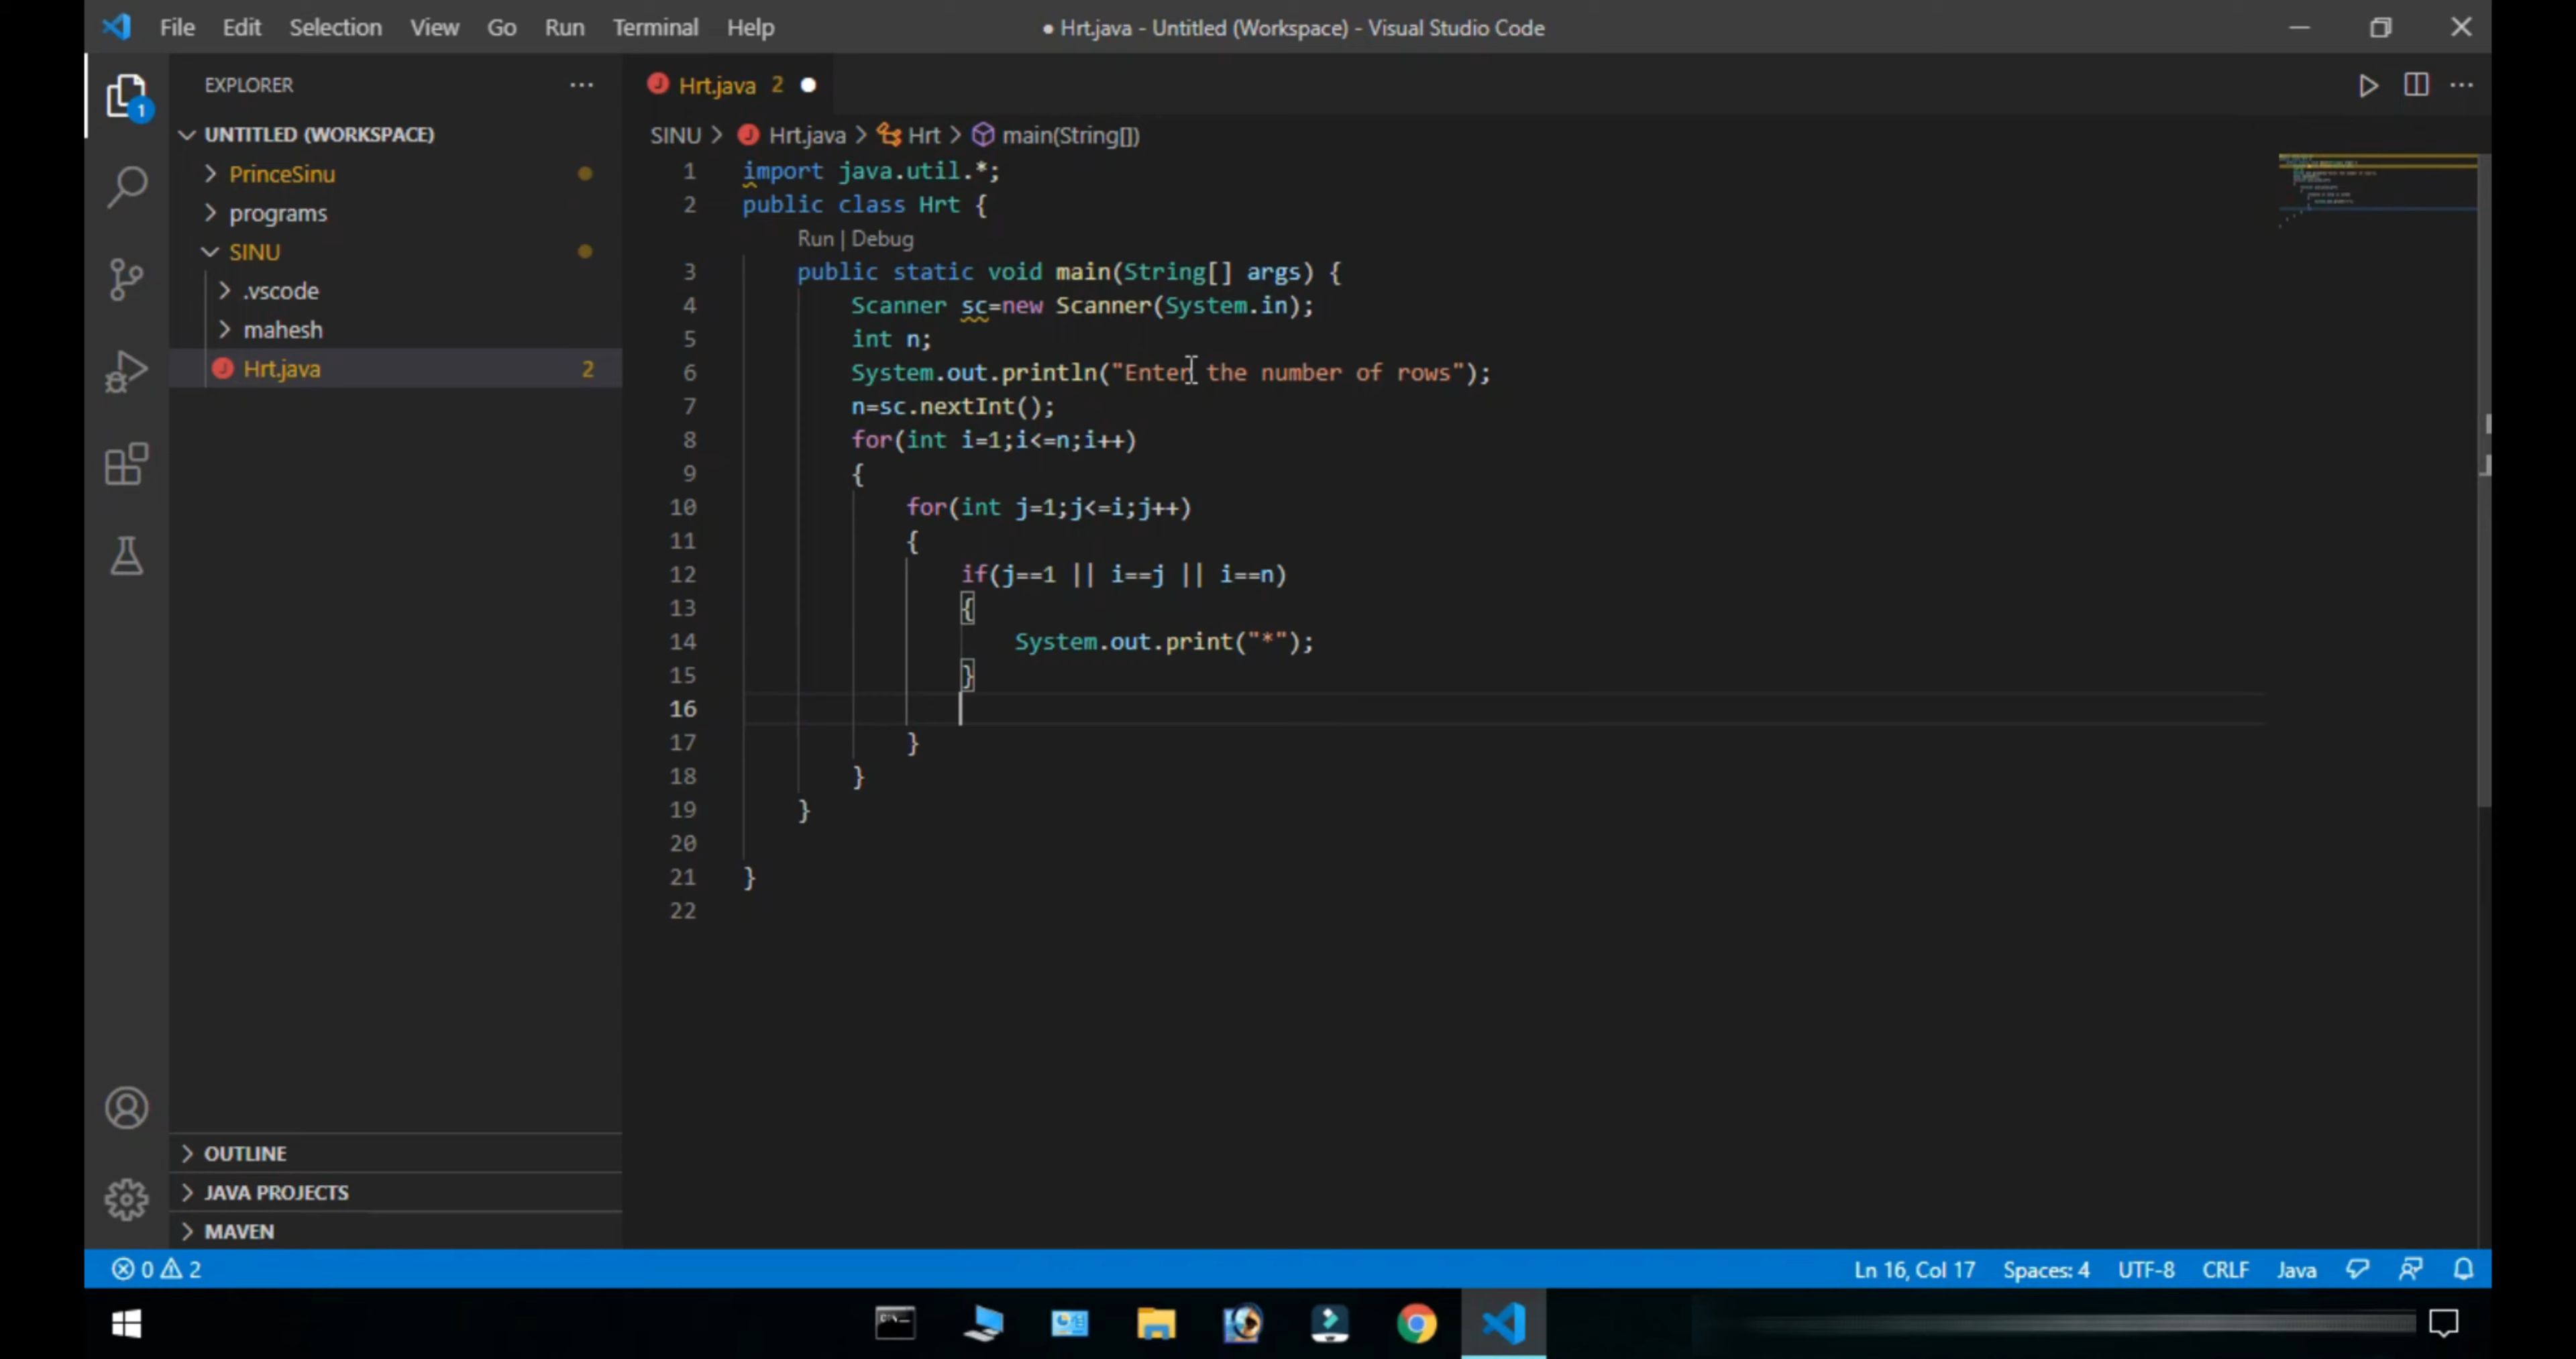 File Edit Selection View Go Run Terminal Help
● Hrt.java - Untitled (Workspace) - Visual Studio Code
EXPLORER
1
UNTITLED (WORKSPACE)
PrinceSinu
programs
SINU
.vscode
mahesh
Hrt.java 2
OUTLINE
JAVA PROJECTS
MAVEN
Hrt.java 2
SINU > Hrt.java > Hrt > main(String[])
1 import java.util.*;
2 public class Hrt {
Run | Debug
3 public static void main(String[] args) {
4 Scanner sc=new Scanner(System.in);
5 int n;
6 System.out.println("Enter the number of rows");
7 n=sc.nextInt();
8 for(int i=1;i<=n;i++)
9 {
10 for(int j=1;j<=i;j++)
11 {
12 if(j==1 || i==j || i==n)
13 {
14 System.out.print("*");
15 }
16
17 }
18 }
19 }
20
21 }
22
0 2
Ln 16, Col 17 Spaces: 4 UTF-8 CRLF Java